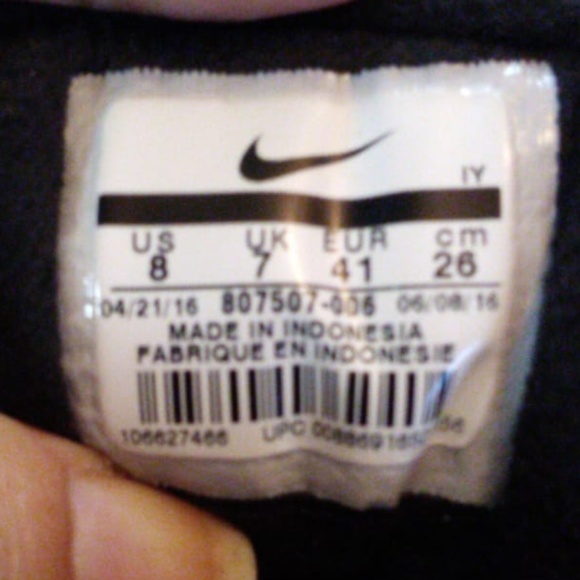 IY
US UK EUR cm
8 7 41 26
04/21/16 807507-006 06/08/16
MADE IN INDONESIA
FABRIQUE EN INDONESIE
106627466 UPC